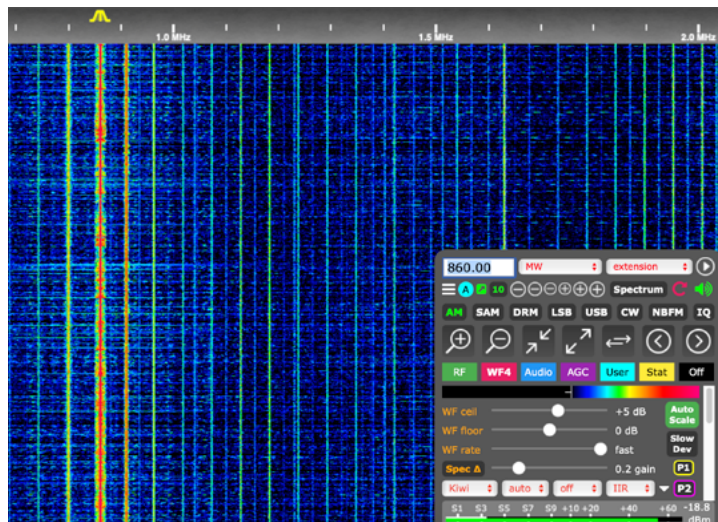 1.0 MHz 1.5 MHz 2.0 MHz
860.00 MW extension
A 10 Spectrum
AM SAM DRM LSB USB CW NBFM IQ
RF WF4 Audio AGC User Stat Off
WF ceil +5 dB Auto Scale
WF floor 0 dB
WF rate fast Slow Dev
Spec Δ 0.2 gain P1
Kiwi auto off IIR P2
S1 S3 S5 S7 S9 +10 +20 +40 +60 -18.8
dBm